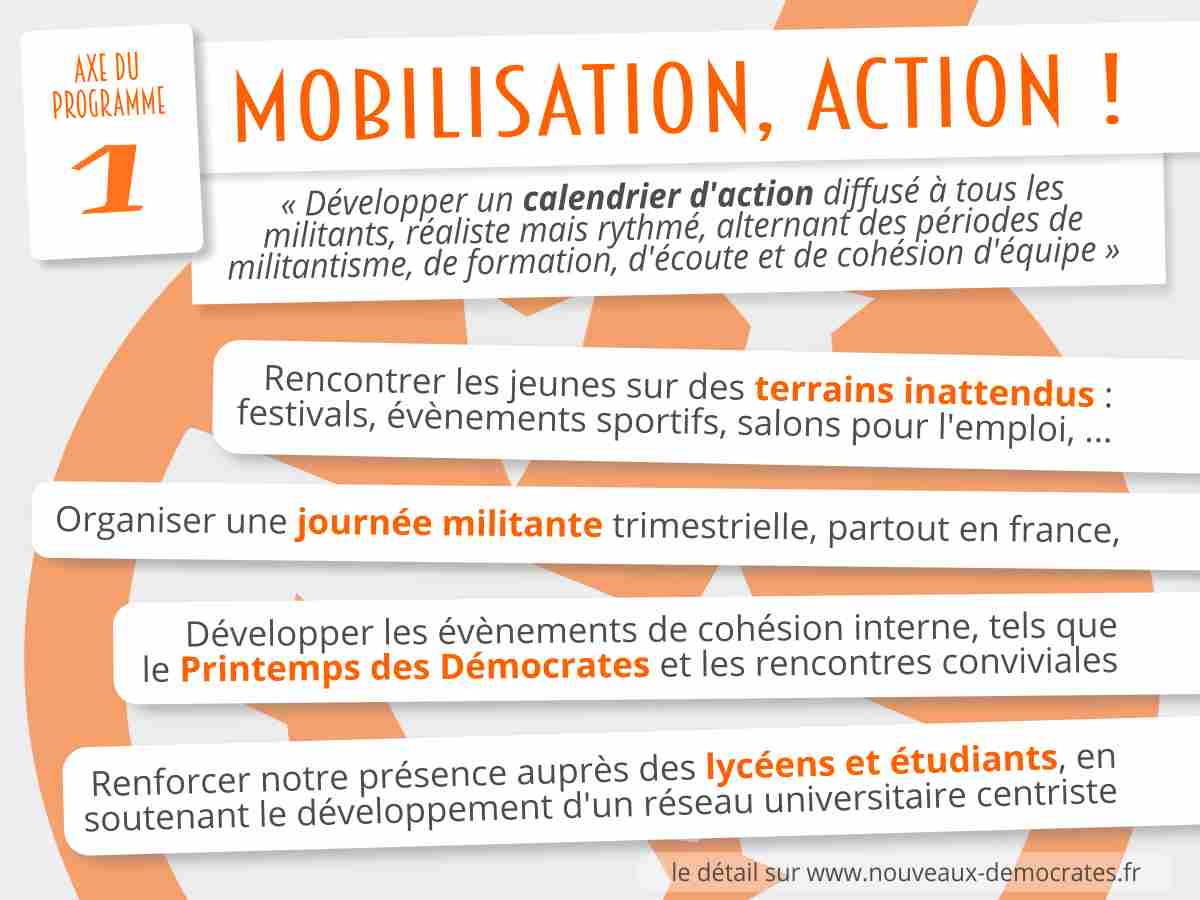 AXE DU
PROGRAMME
1
MOBILISATION, ACTION !
« Développer un calendrier d'action diffusé à tous les
militants, réaliste mais rythmé, alternant des périodes de
militantisme, de formation, d'écoute et de cohésion d'équipe »
Rencontrer les jeunes sur des terrains inattendus :
festivals, évènements sportifs, salons pour l'emploi, ...
Organiser une journée militante trimestrielle, partout en france,
Développer les évènements de cohésion interne, tels que
le Printemps des Démocrates et les rencontres conviviales
Renforcer notre présence auprès des lycéens et étudiants, en
soutenant le développement d'un réseau universitaire centriste
le détail sur www.nouveaux-democrates.fr